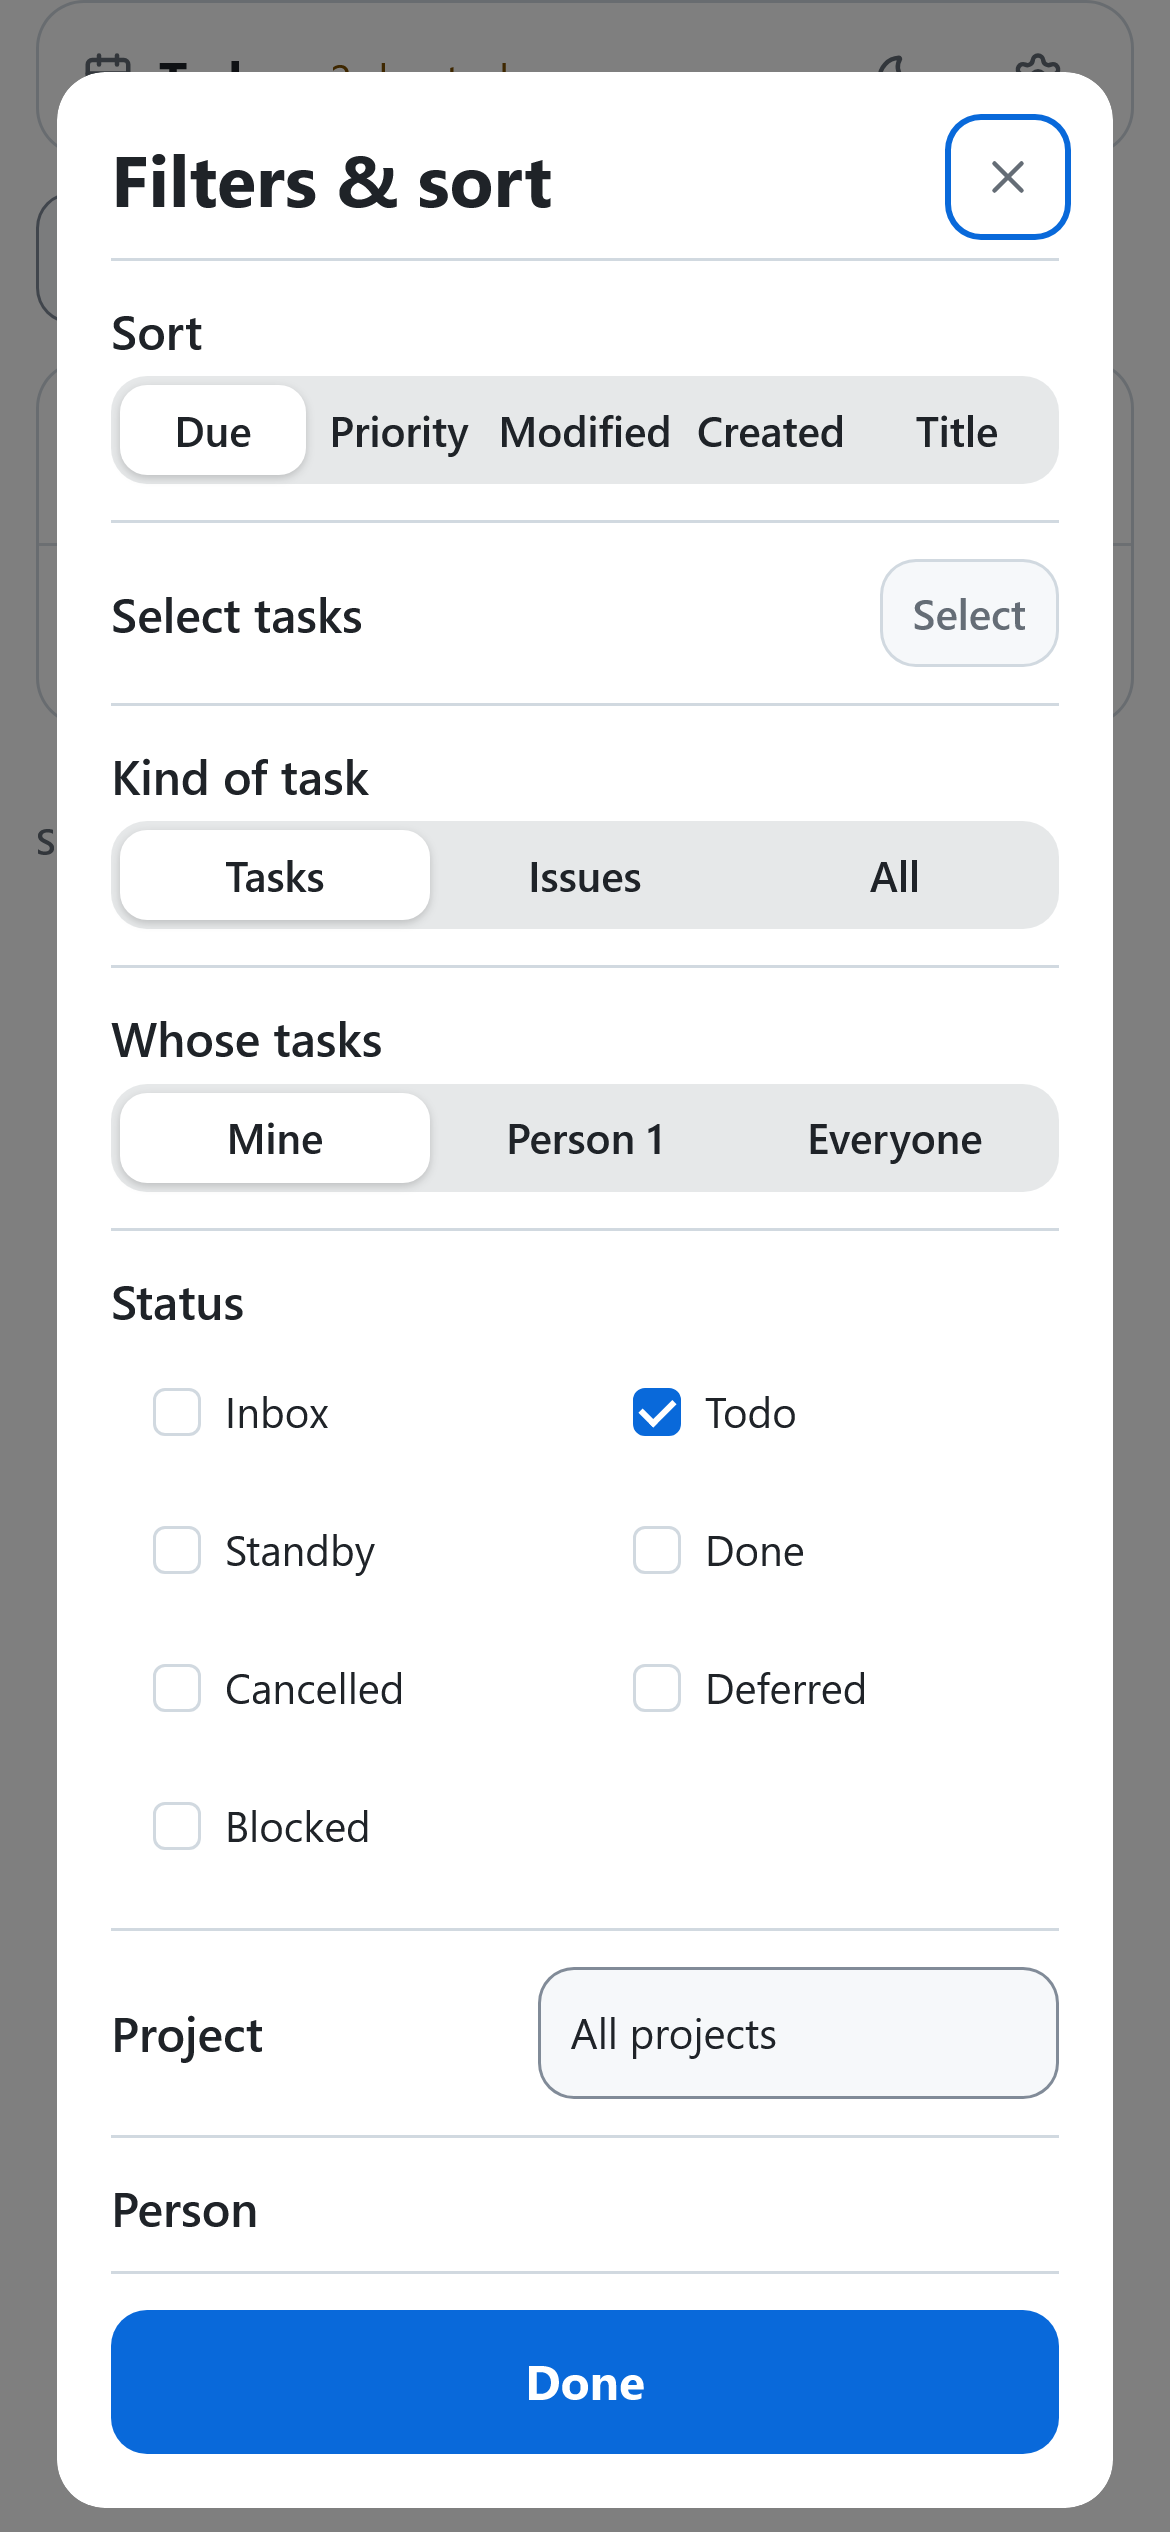 Filters & sort
Sort
Due Priority Modified Created Title
Select tasks Select
Kind of task
Tasks Issues All
Whose tasks
Mine Person 1 Everyone
Status
Inbox Todo
Standby Done
Cancelled Deferred
Blocked
Project All projects
Person
Done